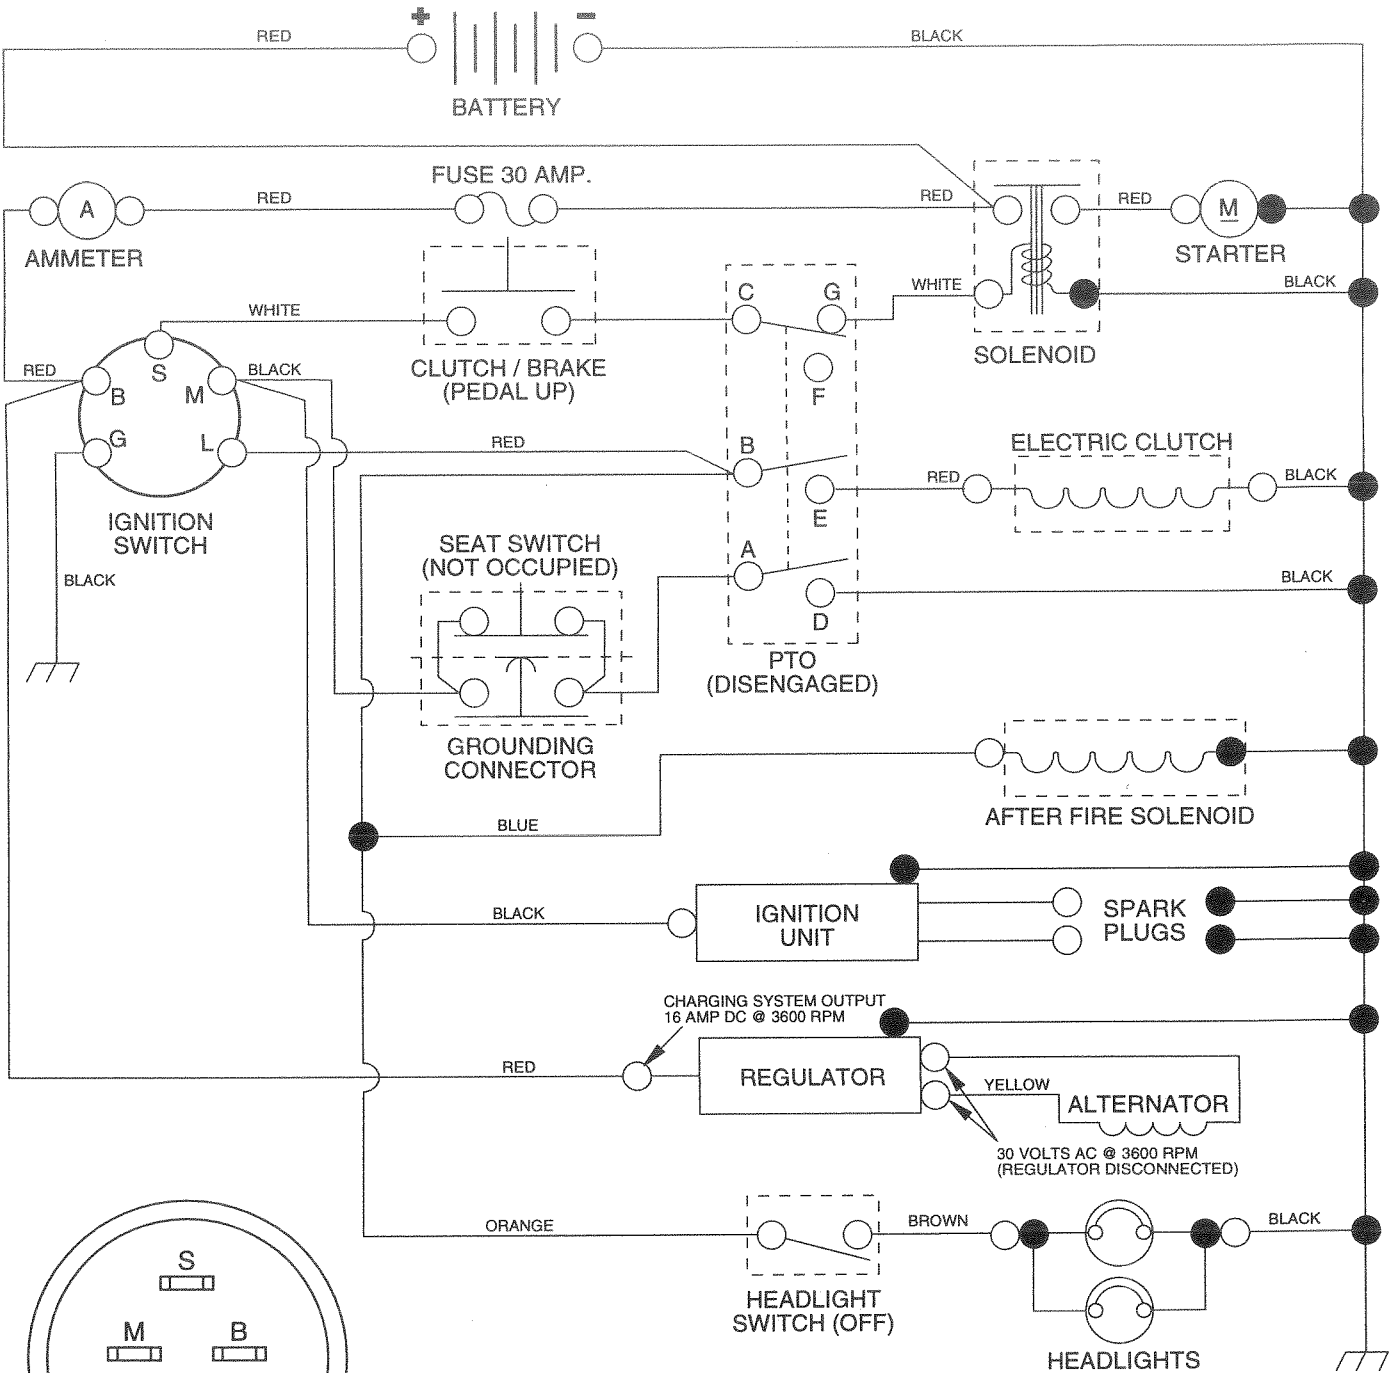 + -
RED
BLACK
BATTERY
FUSE 30 AMP.
A
RED
RED
RED
M
AMMETER
STARTER
WHITE
C G
WHITE
BLACK
SOLENOID
CLUTCH / BRAKE
(PEDAL UP)
F
RED
S
BLACK
B M
G L
RED
B
ELECTRIC CLUTCH
RED
BLACK
E
IGNITION
SWITCH
SEAT SWITCH
(NOT OCCUPIED)
A
BLACK
BLACK
D
PTO
(DISENGAGED)
GROUNDING
CONNECTOR
AFTER FIRE SOLENOID
BLUE
BLACK
IGNITION
UNIT
SPARK
PLUGS
CHARGING SYSTEM OUTPUT
16 AMP DC @ 3600 RPM
RED
REGULATOR
YELLOW
ALTERNATOR
30 VOLTS AC @ 3600 RPM
(REGULATOR DISCONNECTED)
ORANGE
BROWN
BLACK
HEADLIGHT
SWITCH (OFF)
HEADLIGHTS
S
M B